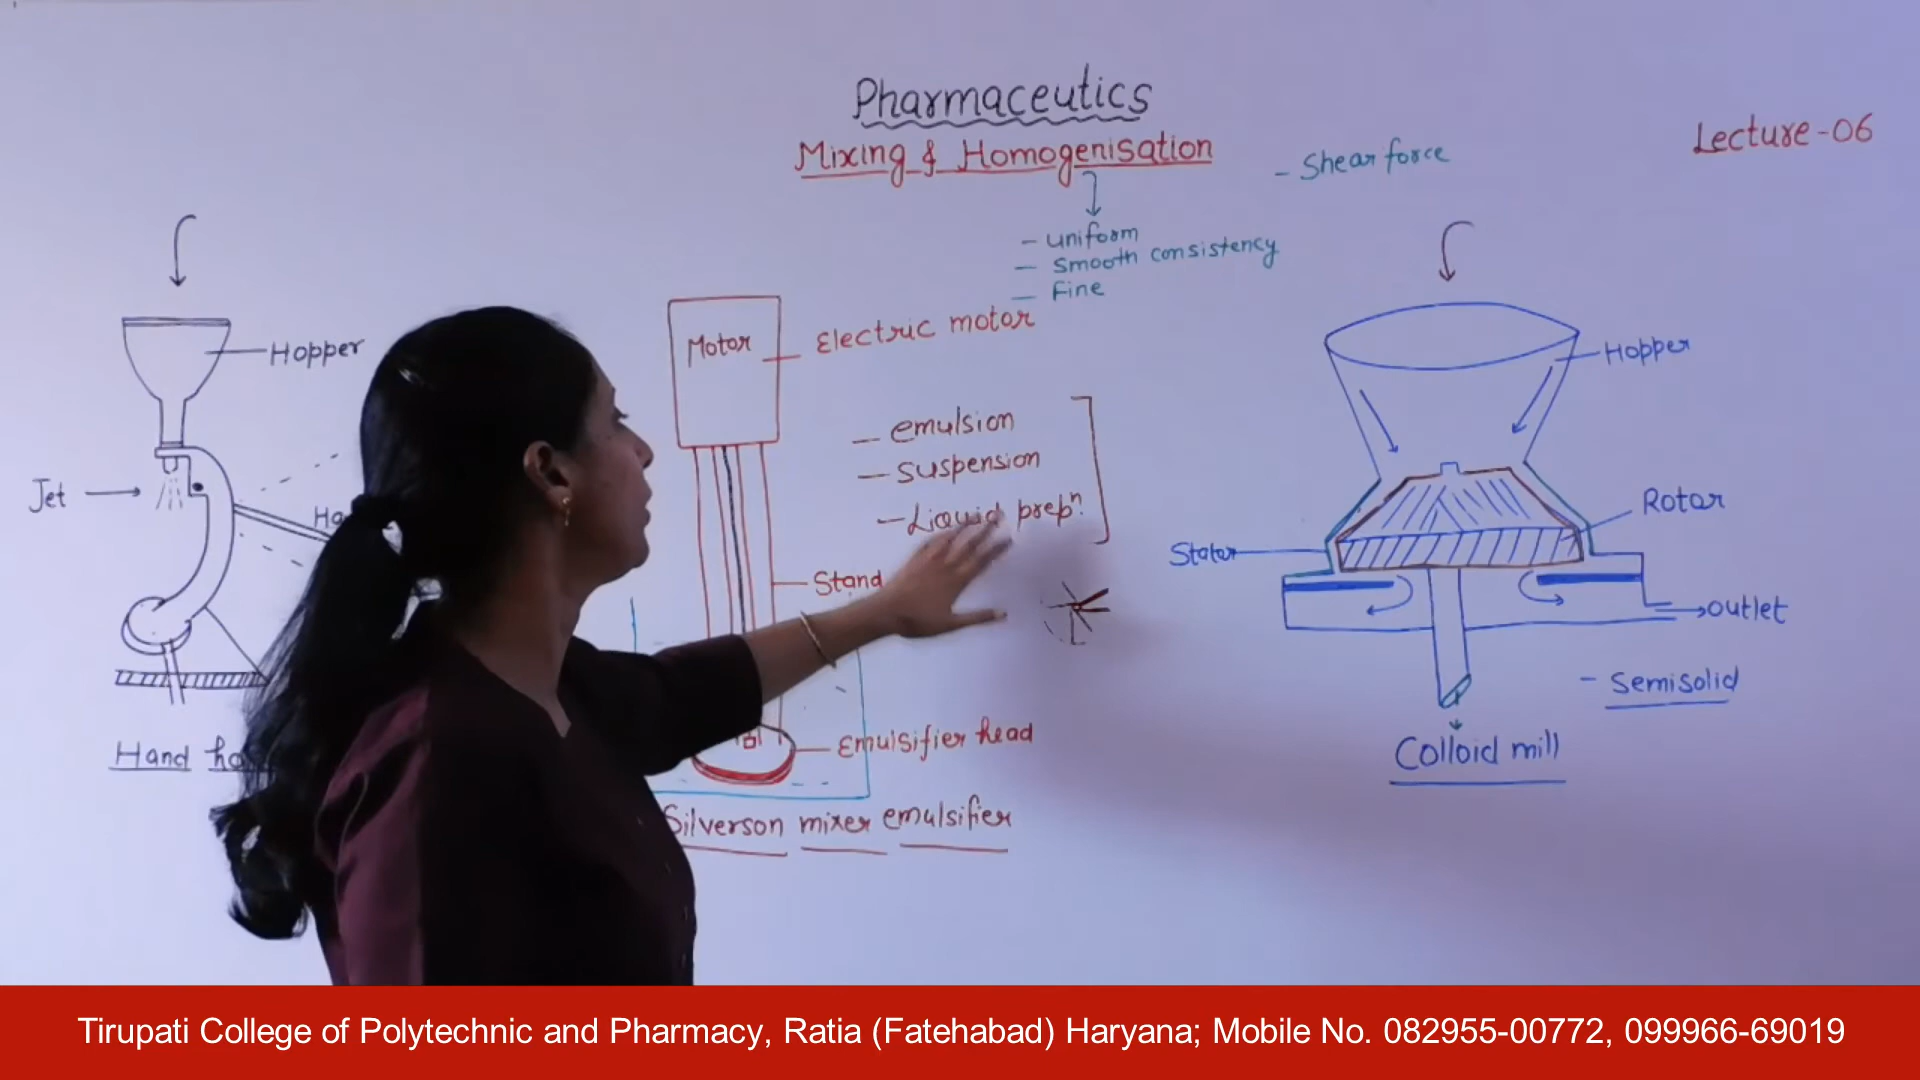 Pharmaceutics
Mixing & Homogenisation
- Shear force
Lecture-06
- uniform
- Smooth consistency
- Fine
Hopper
Jet
Hand
Motor
Electric motor
- emulsion
- suspension
- Liquid prepⁿ.
Stand
Emulsifier head
Silverson mixer emulsifier
Hopper
Rotar
Stator
outlet
- Semisolid
Colloid mill
Tirupati College of Polytechnic and Pharmacy, Ratia (Fatehabad) Haryana; Mobile No. 082955-00772, 099966-69019